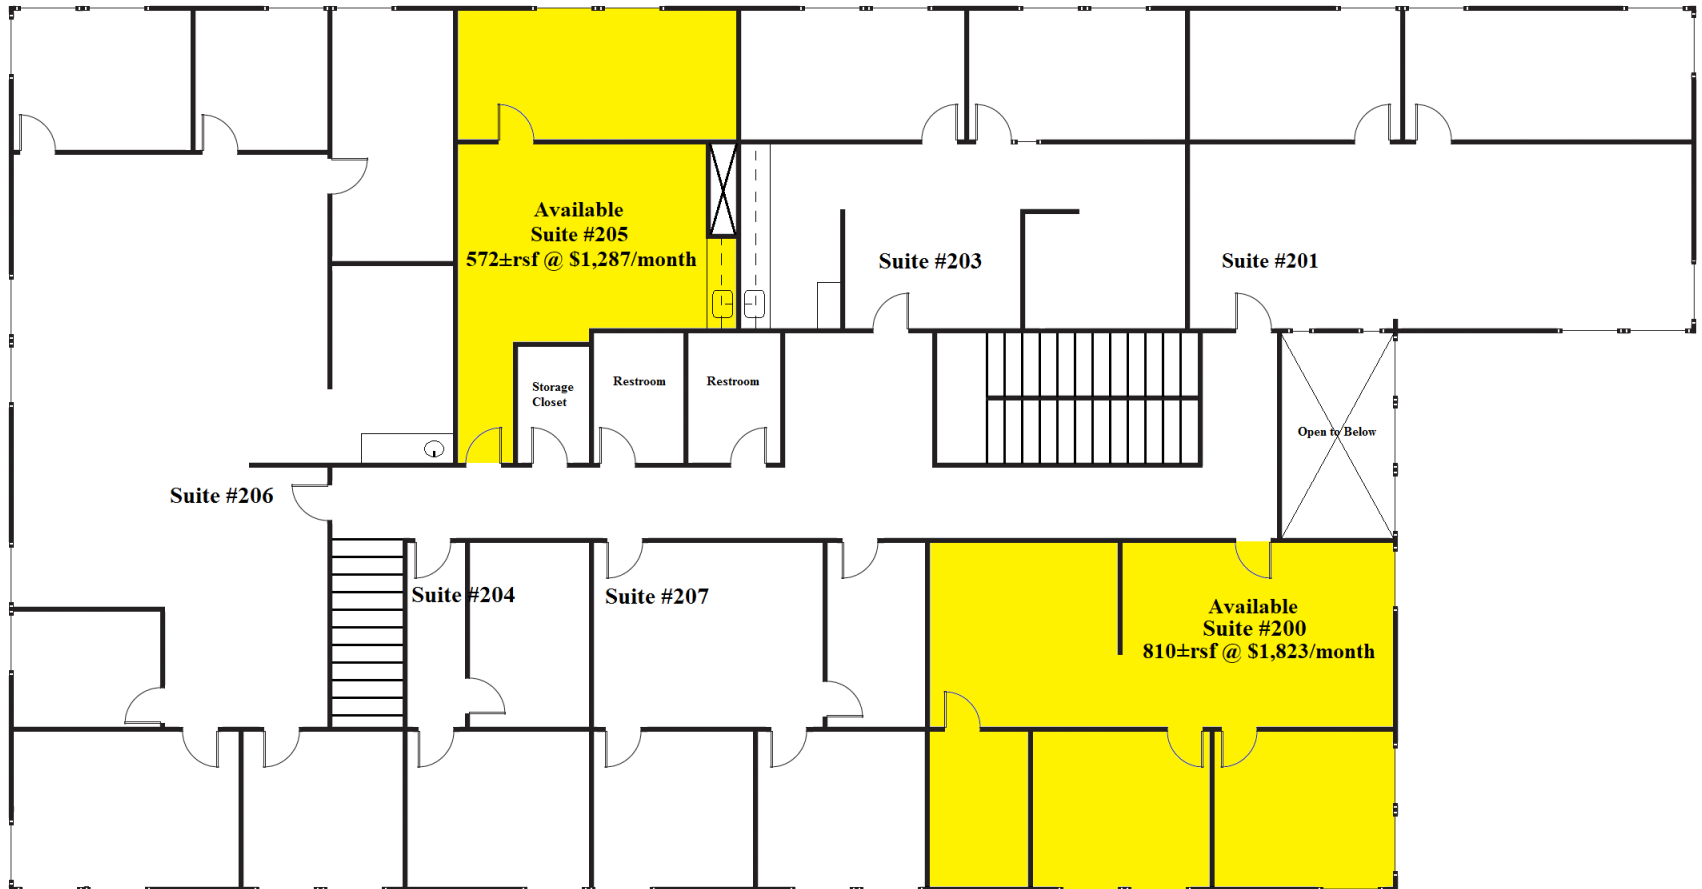 Available
Suite #205
572±rsf @ $1,287/month
Suite #203
Suite #201
Storage
Closet
Restroom
Restroom
Open to Below
Suite #206
Suite #204
Suite #207
Available
Suite #200
810±rsf @ $1,823/month